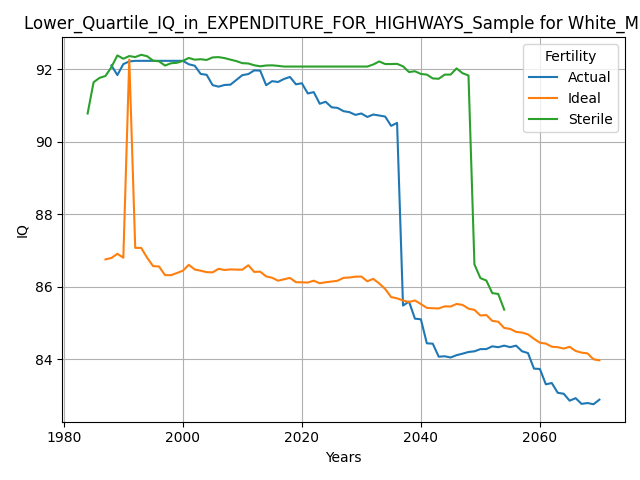 Lower_Quartile_IQ_in_EXPENDITURE_FOR_HIGHWAYS_Sample for White_M
Fertility
Actual
Ideal
Sterile
92
90
88
86
84
IQ
1980
2000
2020
2040
2060
Years